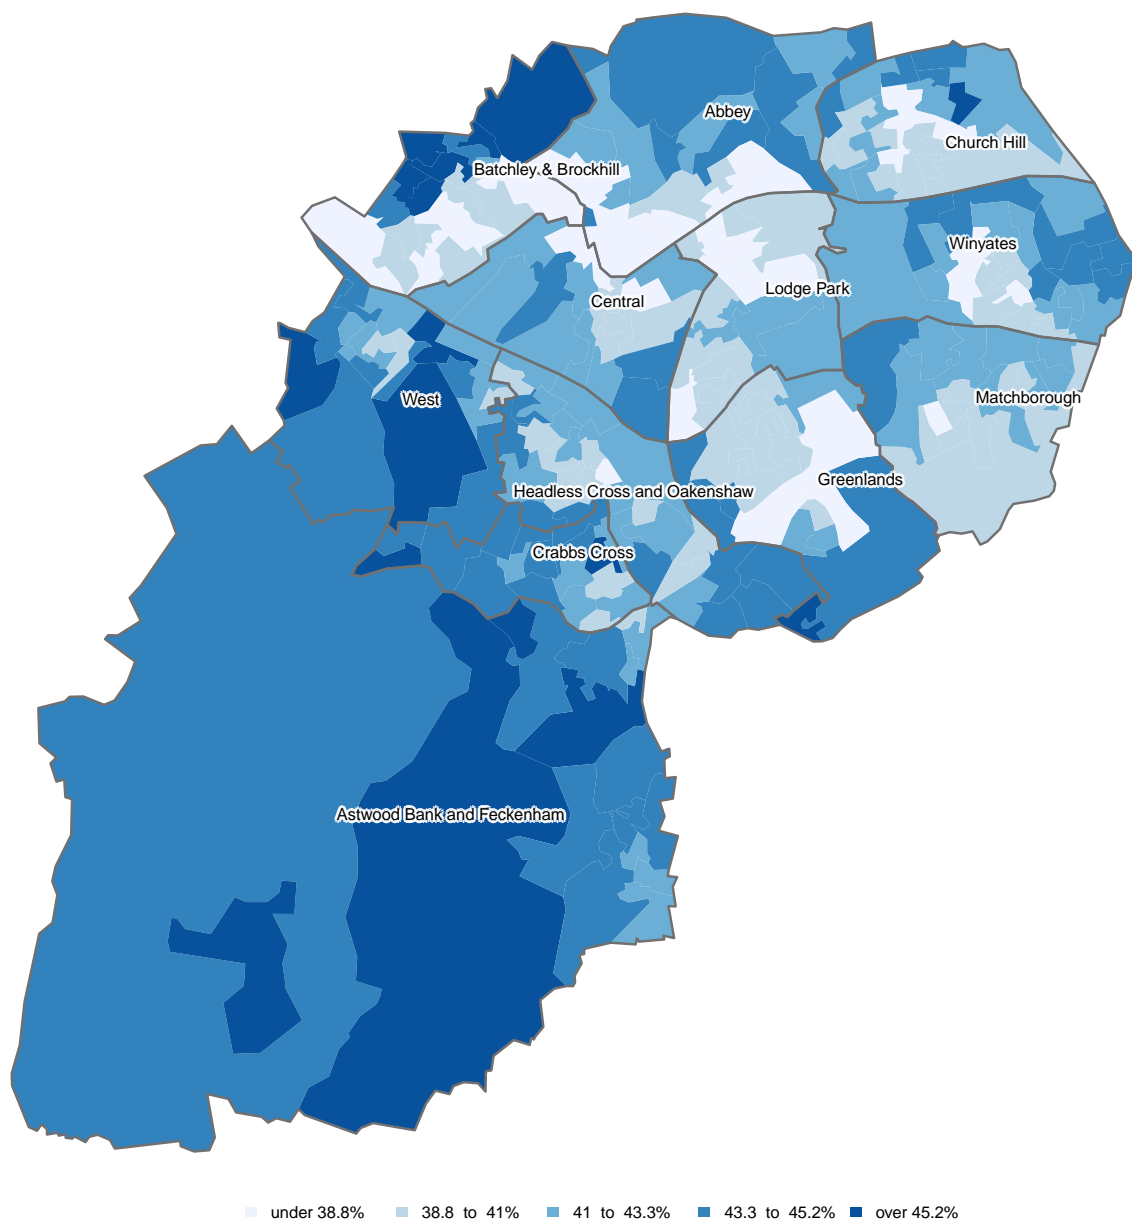 Abbey
Church Hill
Batchley & Brockhill
Winyates
Lodge Park
Central
Matchborough
West
Greenlands
Headless Cross and Oakenshaw
Crabbs Cross
Astwood Bank and Feckenham
under 38.8% 38.8 to 41% 41 to 43.3% 43.3 to 45.2% over 45.2%